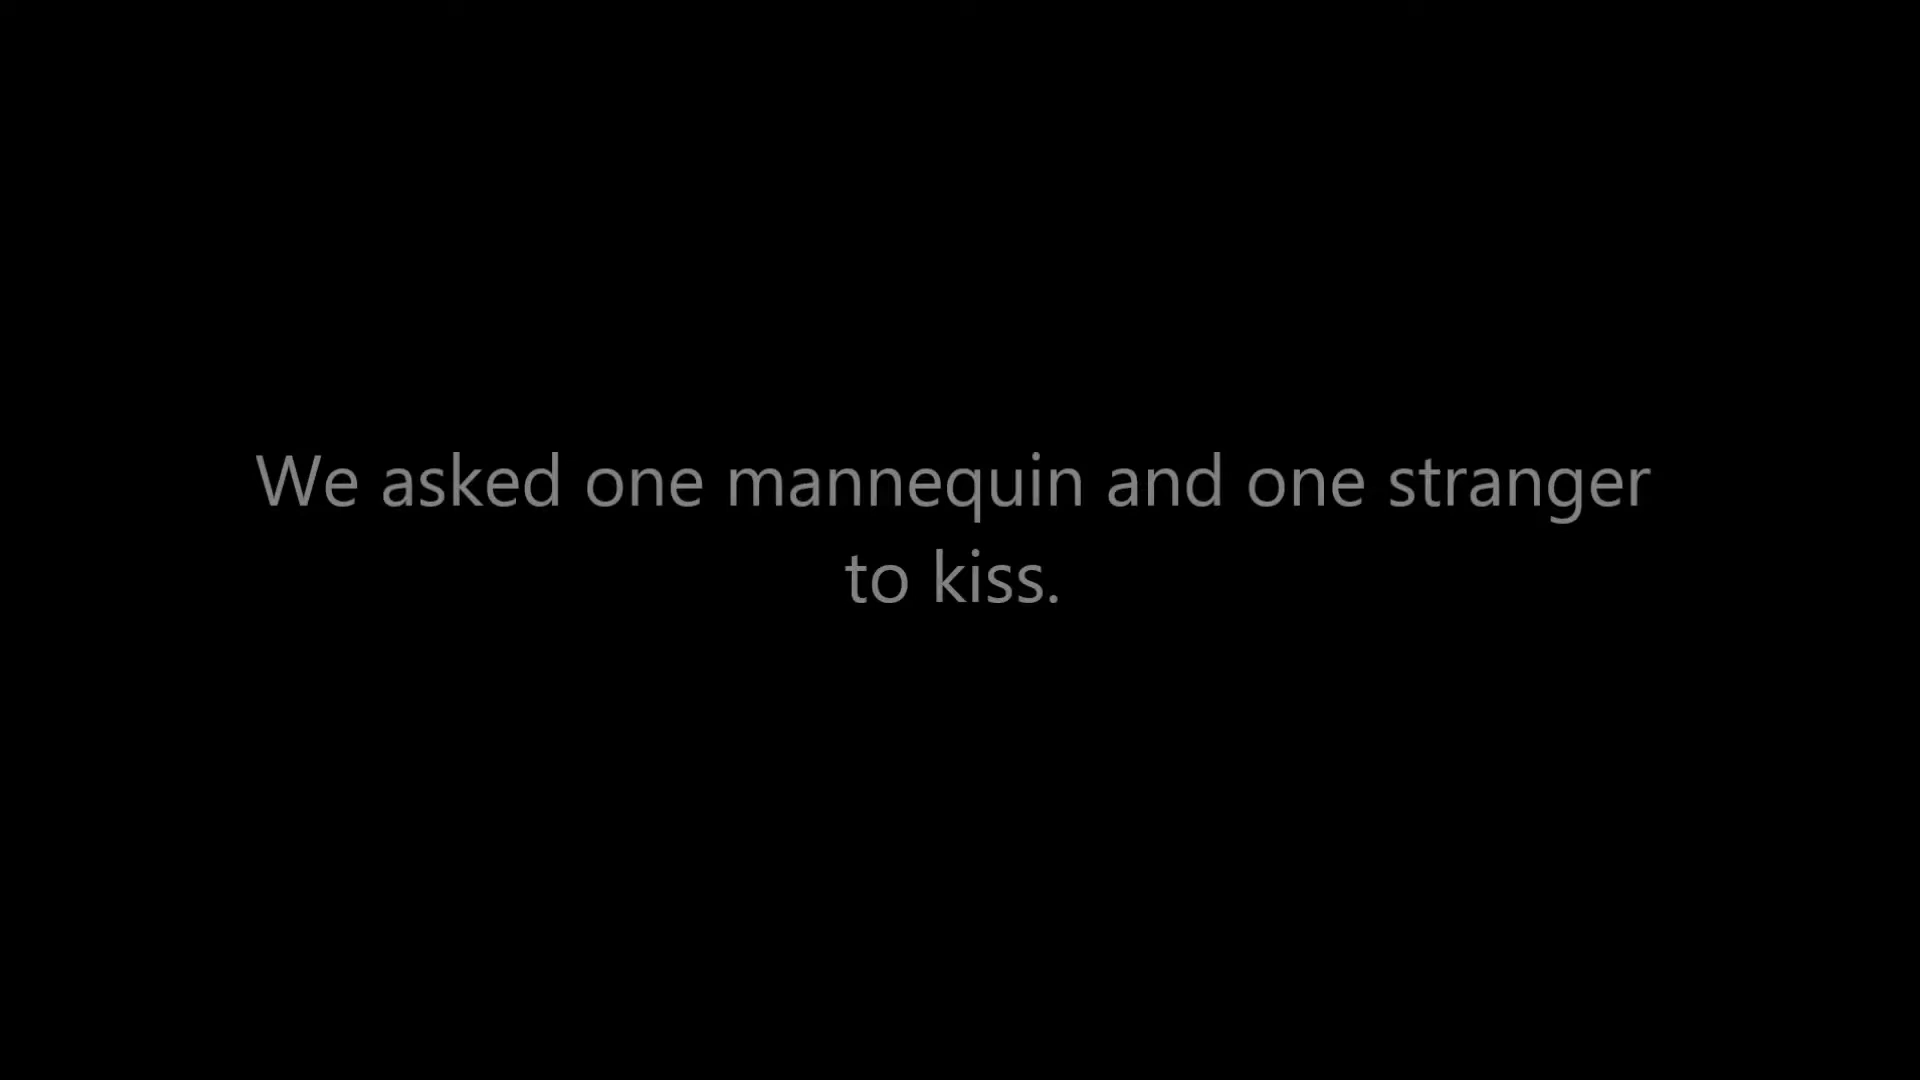 We asked one mannequin and one stranger
to kiss.